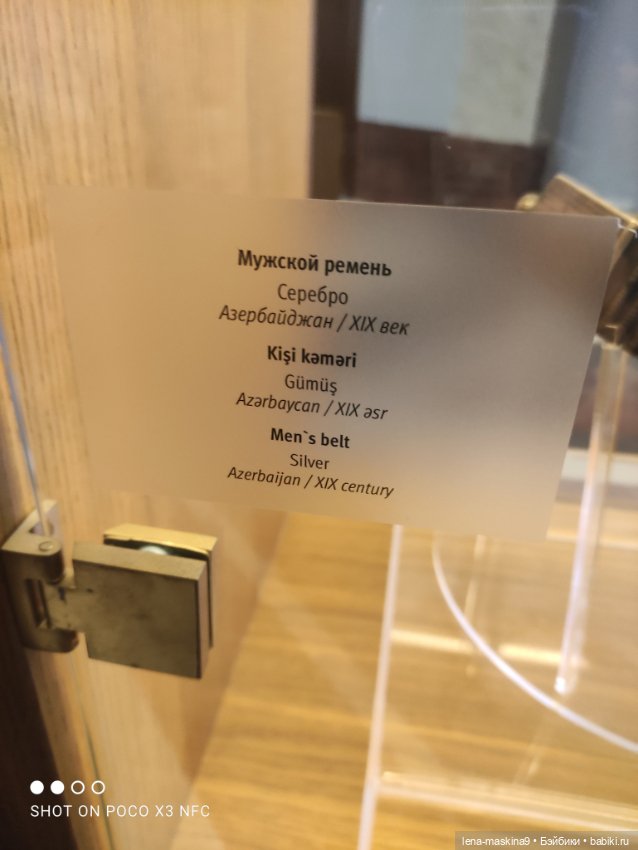 Мужской ремень
Серебро
Азербайджан / XIX век
Kişi kəməri
Gümüş
Azərbaycan / XIX əsr
Men`s belt
Silver
Azerbaijan / XIX century
SHOT ON POCO X3 NFC
lena-maskina9 • Бэйбики • babiki.ru